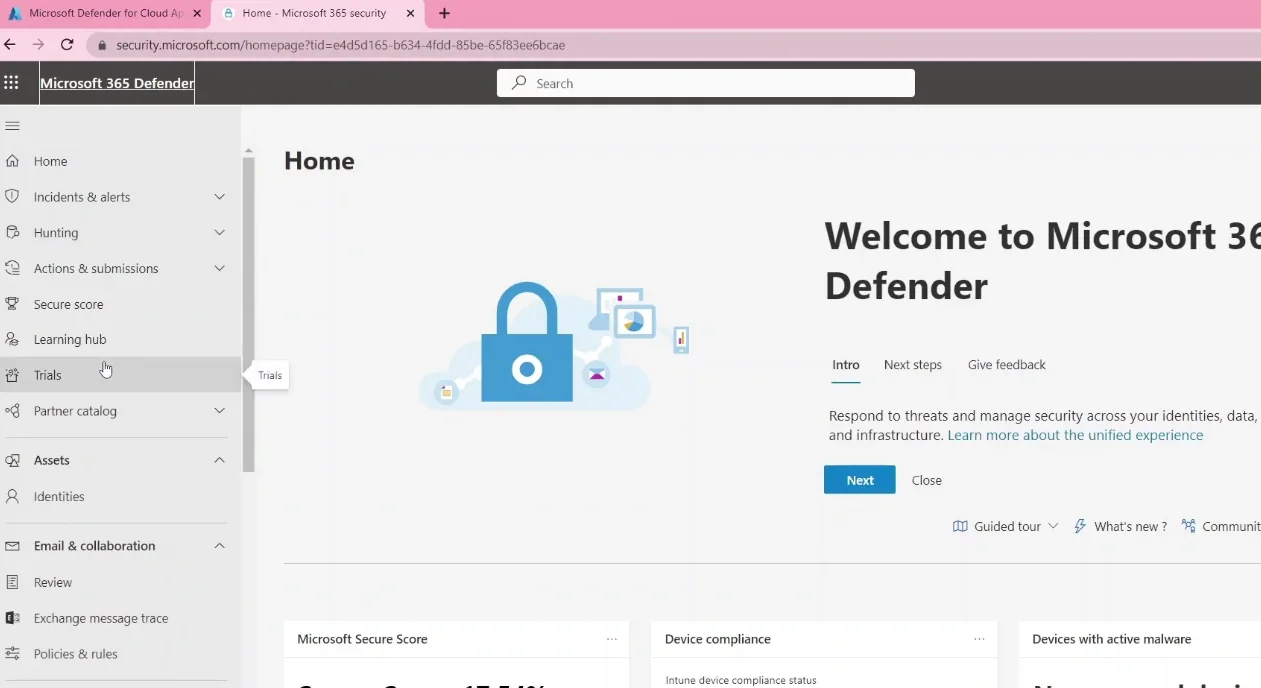 Microsoft Defender for Cloud Ap
Home - Microsoft 365 security
security.microsoft.com/homepage?tid=e4d5d165-b634-4fdd-85be-65f83ee6bcae
Microsoft 365 Defender
Search
Home
Incidents & alerts
Hunting
Actions & submissions
Secure score
Learning hub
Trials
Partner catalog
Assets
Identities
Email & collaboration
Review
Exchange message trace
Policies & rules
Trials
Home
Welcome to Microsoft 36
Defender
Intro
Next steps
Give feedback
Respond to threats and manage security across your identities, data,
and infrastructure. Learn more about the unified experience
Next
Close
Guided tour
What's new ?
Communit
Microsoft Secure Score
Device compliance
Intune device compliance status
Devices with active malware